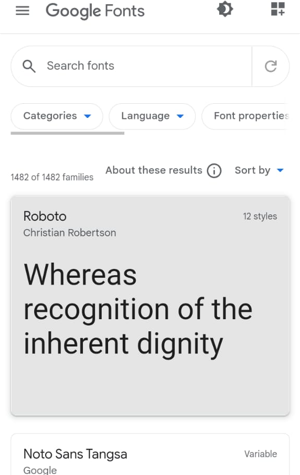 Google Fonts
Search fonts
Categories Language Font properties
1482 of 1482 families About these results Sort by
Roboto 12 styles
Christian Robertson
Whereas
recognition of the
inherent dignity
Noto Sans Tangsa Variable
Google